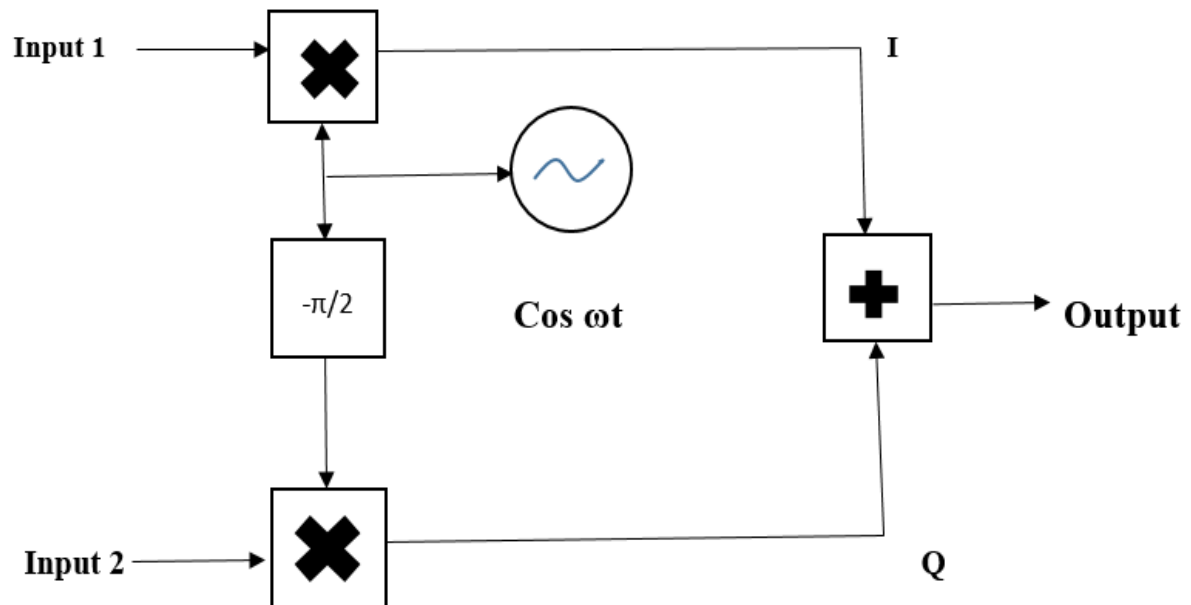 Input 1
I
-π/2
Cos ωt
Output
Input 2
Q